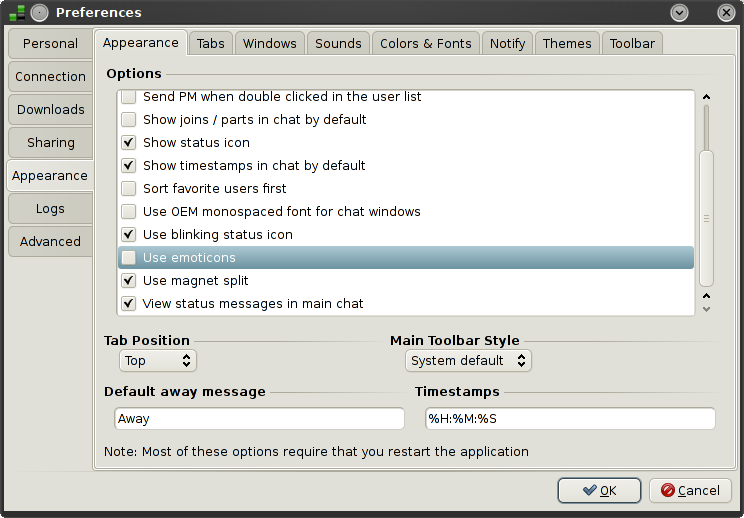 Preferences
Personal
Connection
Downloads
Sharing
Appearance
Logs
Advanced
Appearance Tabs Windows Sounds Colors & Fonts Notify Themes Toolbar
Options
Send PM when double clicked in the user list
Show joins / parts in chat by default
Show status icon
Show timestamps in chat by default
Sort favorite users first
Use OEM monospaced font for chat windows
Use blinking status icon
Use emoticons
Use magnet split
View status messages in main chat
Tab Position Main Toolbar Style
Top System default
Default away message Timestamps
Away %H:%M:%S
Note: Most of these options require that you restart the application
OK Cancel